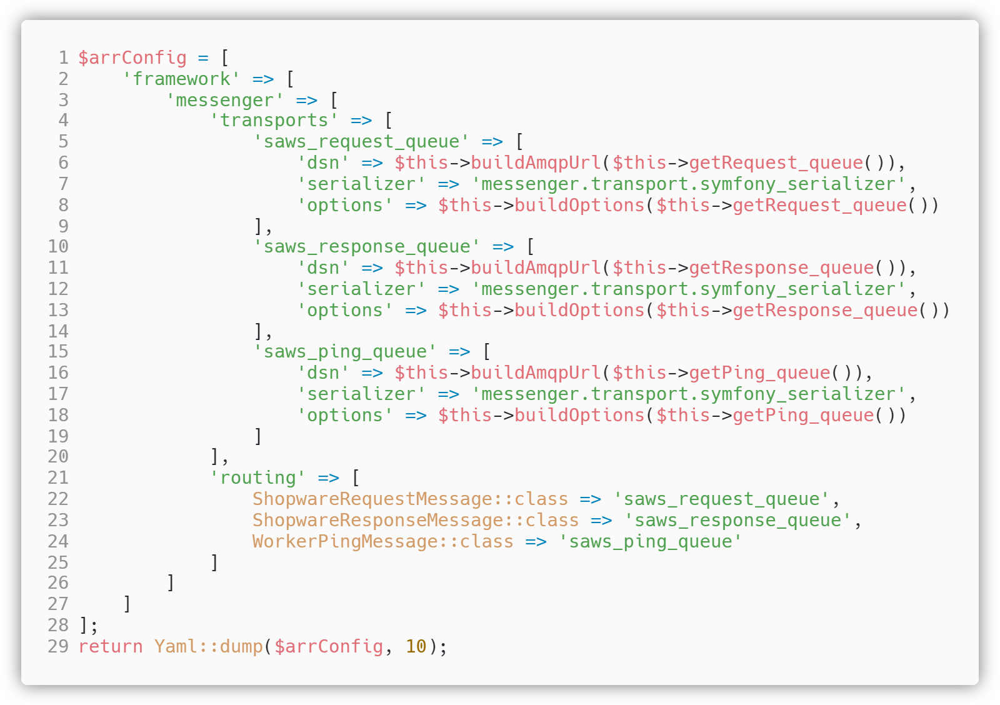 1 $arrConfig = [
2     'framework' => [
3         'messenger' => [
4             'transports' => [
5                 'saws_request_queue' => [
6                     'dsn' => $this->buildAmqpUrl($this->getRequest_queue()),
7                     'serializer' => 'messenger.transport.symfony_serializer',
8                     'options' => $this->buildOptions($this->getRequest_queue())
9                 ],
10                 'saws_response_queue' => [
11                     'dsn' => $this->buildAmqpUrl($this->getResponse_queue()),
12                     'serializer' => 'messenger.transport.symfony_serializer',
13                     'options' => $this->buildOptions($this->getResponse_queue())
14                 ],
15                 'saws_ping_queue' => [
16                     'dsn' => $this->buildAmqpUrl($this->getPing_queue()),
17                     'serializer' => 'messenger.transport.symfony_serializer',
18                     'options' => $this->buildOptions($this->getPing_queue())
19                 ]
20             ],
21             'routing' => [
22                 ShopwareRequestMessage::class => 'saws_request_queue',
23                 ShopwareResponseMessage::class => 'saws_response_queue',
24                 WorkerPingMessage::class => 'saws_ping_queue'
25             ]
26         ]
27     ]
28 ];
29 return Yaml::dump($arrConfig, 10);